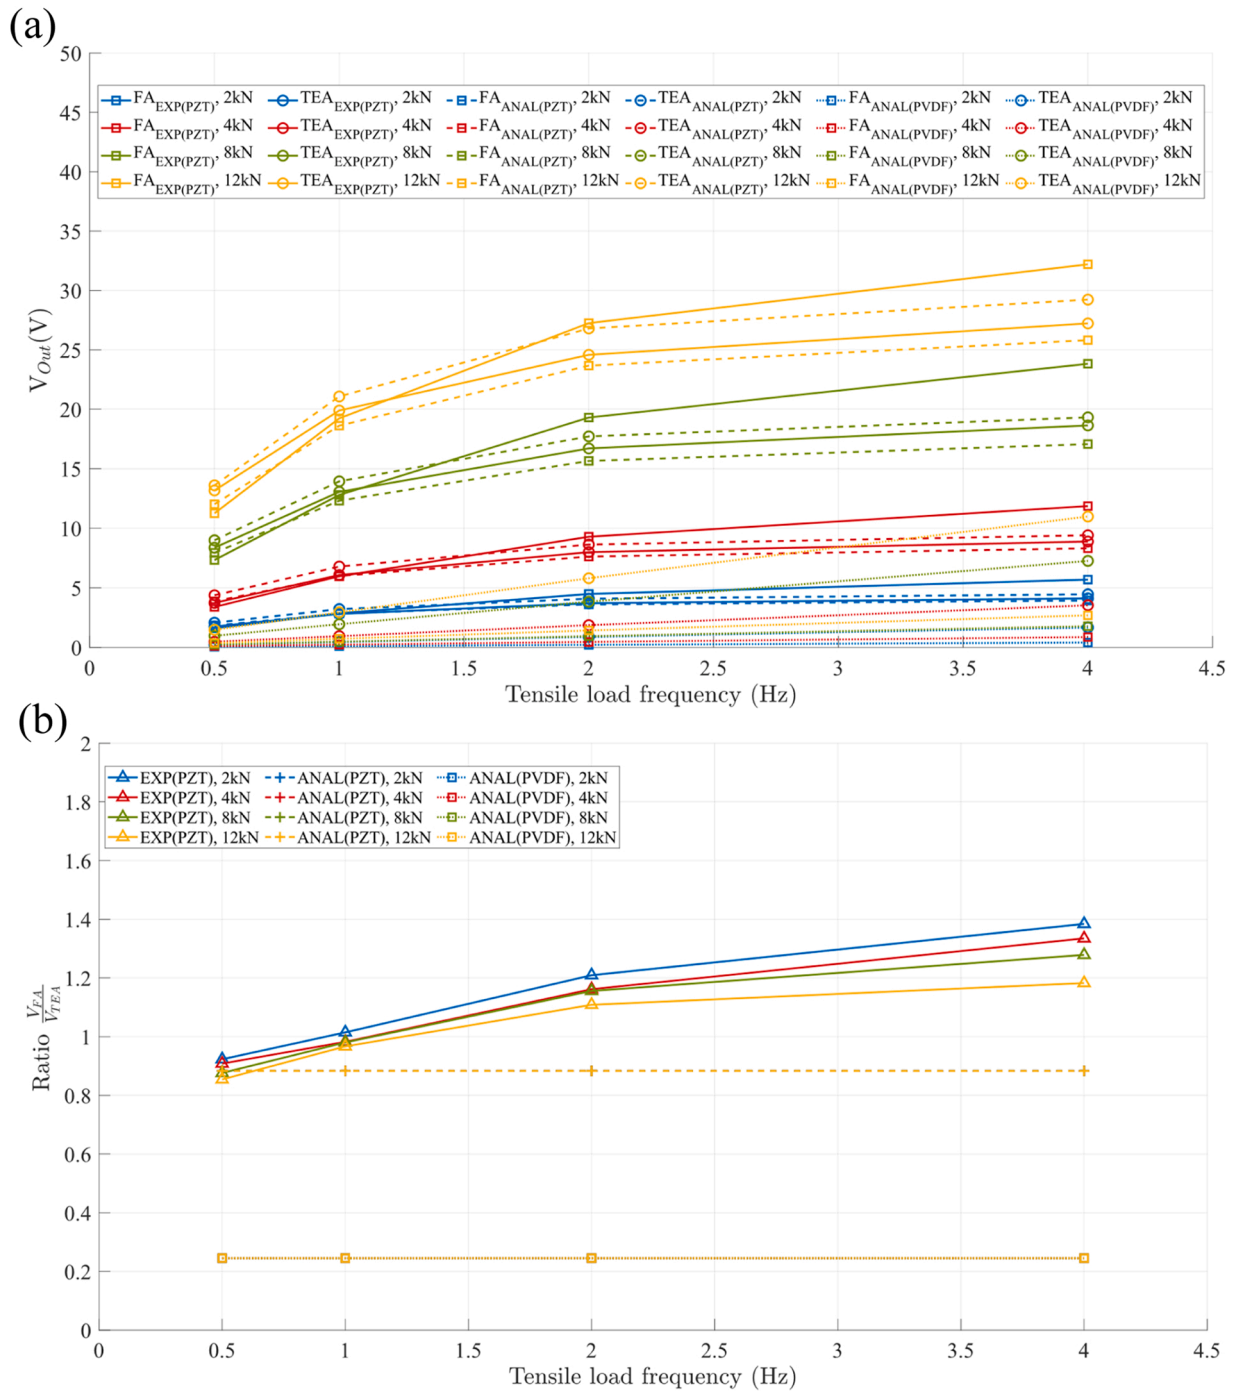 (a)
50
45
40
35
30
25
20
15
10
5
0
V_Out(V)
FA_EXP(PZT), 2kN TEA_EXP(PZT), 2kN FA_ANAL(PZT), 2kN TEA_ANAL(PZT), 2kN FA_ANAL(PVDF), 2kN TEA_ANAL(PVDF), 2kN
FA_EXP(PZT), 4kN TEA_EXP(PZT), 4kN FA_ANAL(PZT), 4kN TEA_ANAL(PZT), 4kN FA_ANAL(PVDF), 4kN TEA_ANAL(PVDF), 4kN
FA_EXP(PZT), 8kN TEA_EXP(PZT), 8kN FA_ANAL(PZT), 8kN TEA_ANAL(PZT), 8kN FA_ANAL(PVDF), 8kN TEA_ANAL(PVDF), 8kN
FA_EXP(PZT), 12kN TEA_EXP(PZT), 12kN FA_ANAL(PZT), 12kN TEA_ANAL(PZT), 12kN FA_ANAL(PVDF), 12kN TEA_ANAL(PVDF), 12kN
0 0.5 1 1.5 2 2.5 3 3.5 4 4.5
Tensile load frequency (Hz)
(b)
2
1.8
1.6
1.4
1.2
1
0.8
0.6
0.4
0.2
0
Ratio V_FA/V_TEA
EXP(PZT), 2kN ANAL(PZT), 2kN ANAL(PVDF), 2kN
EXP(PZT), 4kN ANAL(PZT), 4kN ANAL(PVDF), 4kN
EXP(PZT), 8kN ANAL(PZT), 8kN ANAL(PVDF), 8kN
EXP(PZT), 12kN ANAL(PZT), 12kN ANAL(PVDF), 12kN
0 0.5 1 1.5 2 2.5 3 3.5 4 4.5
Tensile load frequency (Hz)